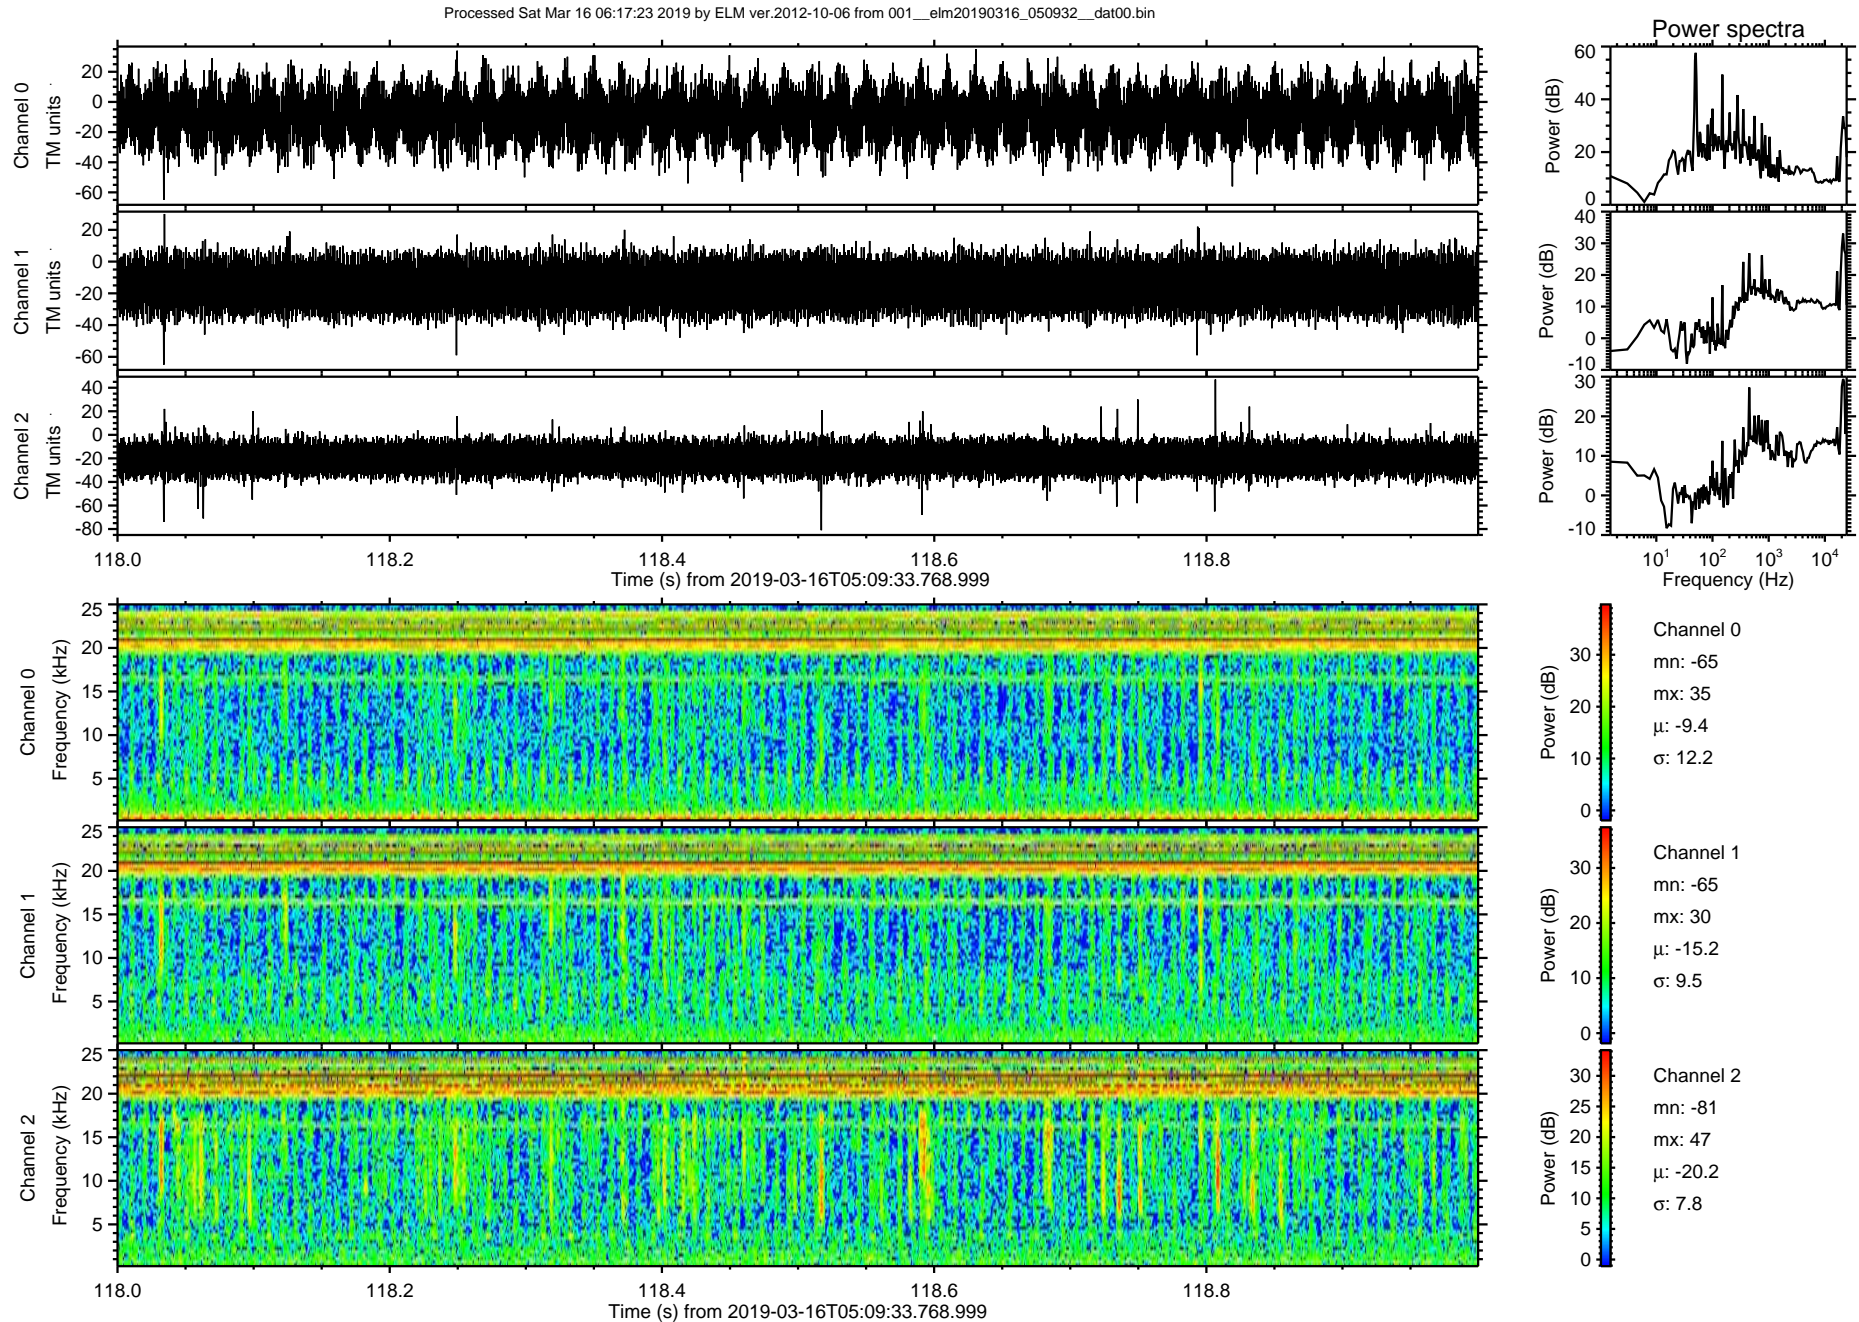 Processed Sat Mar 16 06:17:23 2019 by ELM ver.2012-10-06 from 001__elm20190316_050932__dat00.bin
Power spectra
Channel 0
TM units
20
0
-20
-40
-60
Power (dB)
60
40
20
0
Channel 1
TM units
20
0
-20
-40
-60
Power (dB)
40
30
20
10
0
-10
Channel 2
TM units
40
20
0
-20
-40
-60
-80
Power (dB)
30
20
10
0
-10
118.0 118.2 118.4 118.6 118.8
Time (s) from 2019-03-16T05:09:33.768.999
10^1 10^2 10^3 10^4
Frequency (Hz)
Channel 0
Frequency (kHz)
25
20
15
10
5
Power (dB)
30
20
10
0
Channel 0
mn: -65
mx: 35
μ: -9.4
σ: 12.2
Channel 1
Frequency (kHz)
25
20
15
10
5
Power (dB)
30
20
10
0
Channel 1
mn: -65
mx: 30
μ: -15.2
σ: 9.5
Channel 2
Frequency (kHz)
25
20
15
10
5
Power (dB)
30
25
20
15
10
5
0
Channel 2
mn: -81
mx: 47
μ: -20.2
σ: 7.8
118.0 118.2 118.4 118.6 118.8
Time (s) from 2019-03-16T05:09:33.768.999